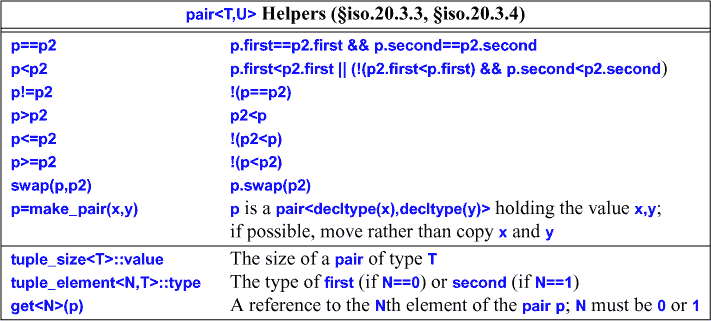 pair<T,U> Helpers (§iso.20.3.3, §iso.20.3.4)
p==p2 p.first==p2.first && p.second==p2.second
p<p2 p.first<p2.first || (!(p2.first<p.first) && p.second<p2.second)
p!=p2 !(p==p2)
p>p2 p2<p
p<=p2 !(p2<p)
p>=p2 !(p<p2)
swap(p,p2) p.swap(p2)
p=make_pair(x,y) p is a pair<decltype(x),decltype(y)> holding the value x,y;
if possible, move rather than copy x and y
tuple_size<T>::value The size of a pair of type T
tuple_element<N,T>::type The type of first (if N==0) or second (if N==1)
get<N>(p) A reference to the Nth element of the pair p; N must be 0 or 1